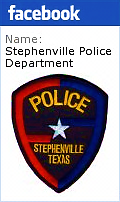 facebook
Name:
Stephenville Police
Department
POLICE
STEPHENVILLE
TEXAS